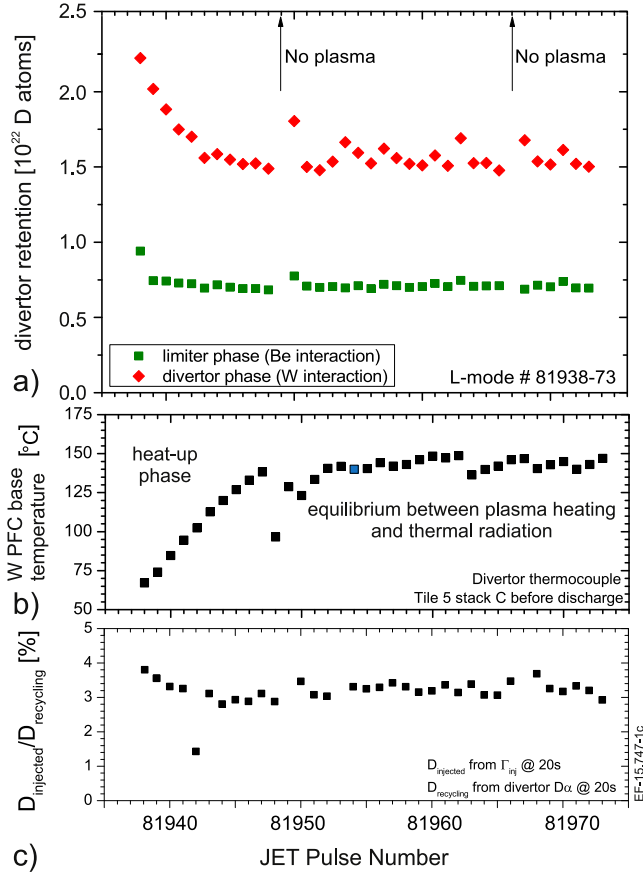 2.5
2.0
1.5
1.0
0.5
0.0
divertor retention [10²² D atoms]
No plasma
No plasma
limiter phase (Be interaction)
divertor phase (W interaction)
L-mode # 81938-73
a)
175
150
125
100
75
50
W PFC base
temperature [ºC]
heat-up
phase
equilibrium between plasma heating
and thermal radiation
Divertor thermocouple
Tile 5 stack C before discharge
b)
5
4
3
2
1
0
D_injected/D_recycling [%]
D_injected from Γ_inj @ 20s
D_recycling from divertor Dα @ 20s
81940
81950
81960
81970
JET Pulse Number
c)
EF-15.747-1c